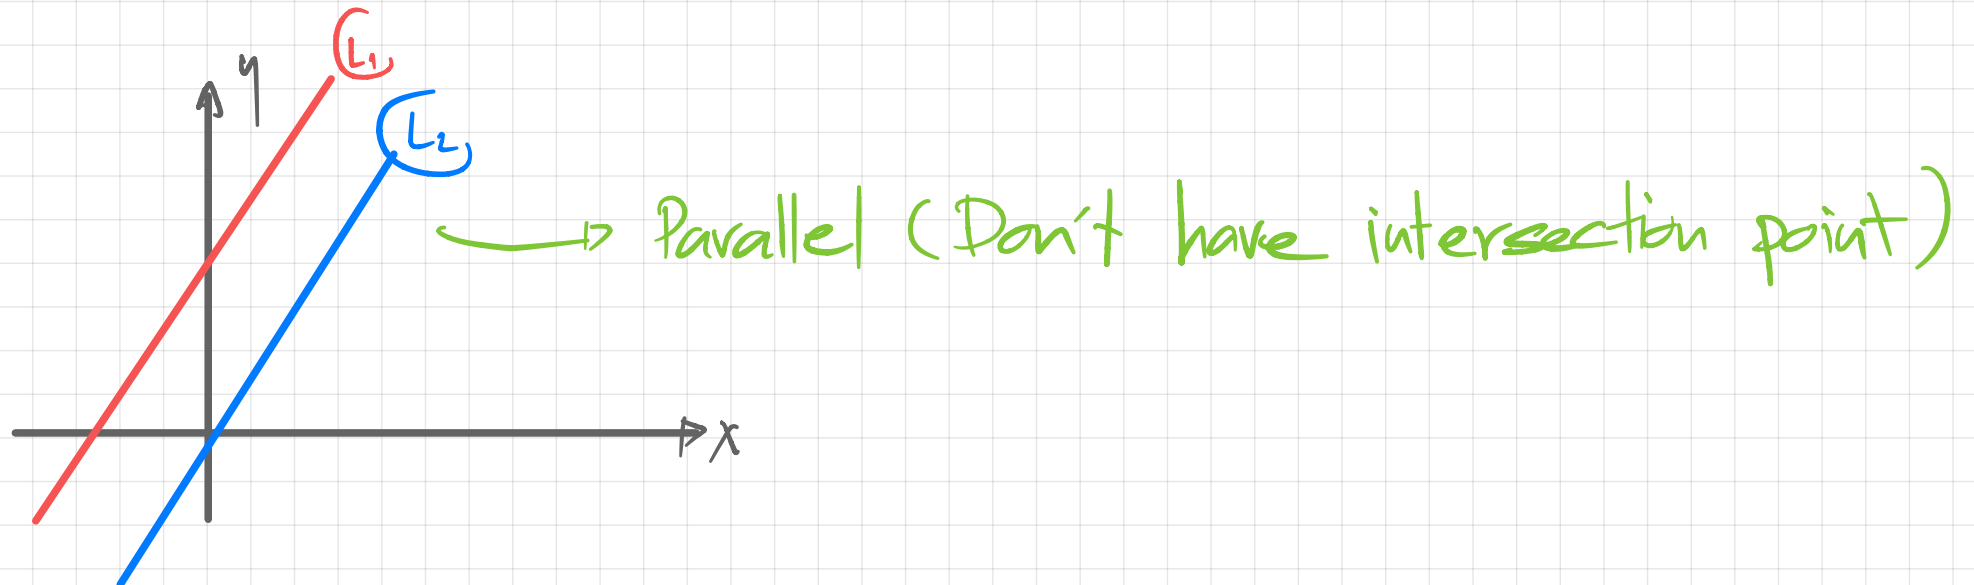 (L₁)
y
(L₂)
Parallel (Don't have intersection point)
x